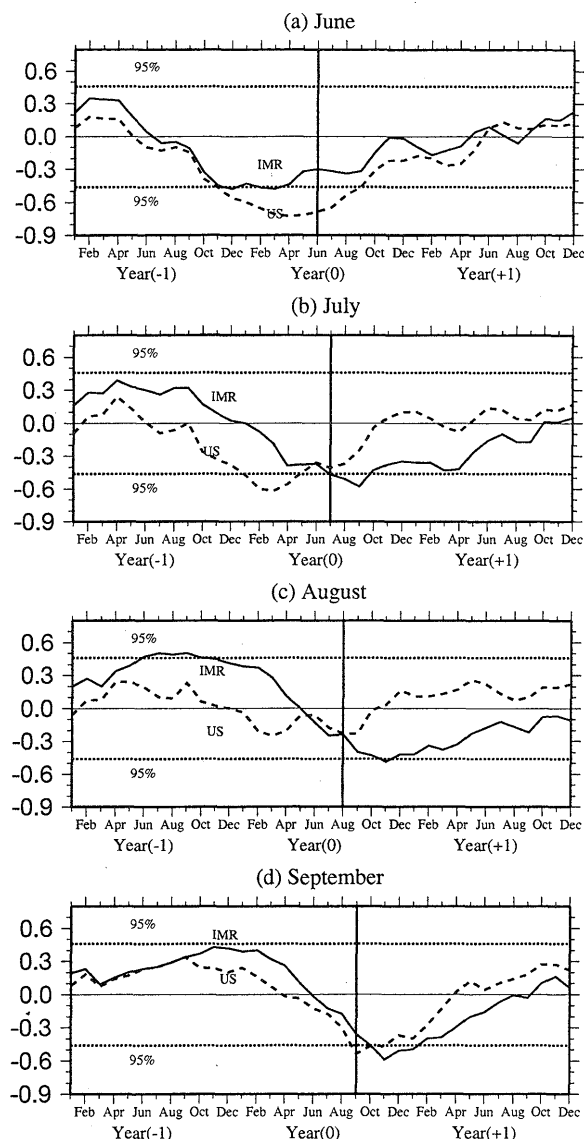 (a) June
0.6
0.3
0.0
-0.3
-0.6
-0.9
95%
IMR
95%
US
Feb Apr Jun Aug Oct Dec Feb Apr Jun Aug Oct Dec Feb Apr Jun Aug Oct Dec
Year(-1) Year(0) Year(+1)
(b) July
0.6
0.3
0.0
-0.3
-0.6
-0.9
95%
IMR
US
95%
Feb Apr Jun Aug Oct Dec Feb Apr Jun Aug Oct Dec Feb Apr Jun Aug Oct Dec
Year(-1) Year(0) Year(+1)
(c) August
0.6
0.3
0.0
-0.3
-0.6
-0.9
95%
IMR
US
95%
Feb Apr Jun Aug Oct Dec Feb Apr Jun Aug Oct Dec Feb Apr Jun Aug Oct Dec
Year(-1) Year(0) Year(+1)
(d) September
0.6
0.3
0.0
-0.3
-0.6
-0.9
95%
IMR
US
95%
Feb Apr Jun Aug Oct Dec Feb Apr Jun Aug Oct Dec Feb Apr Jun Aug Oct Dec
Year(-1) Year(0) Year(+1)